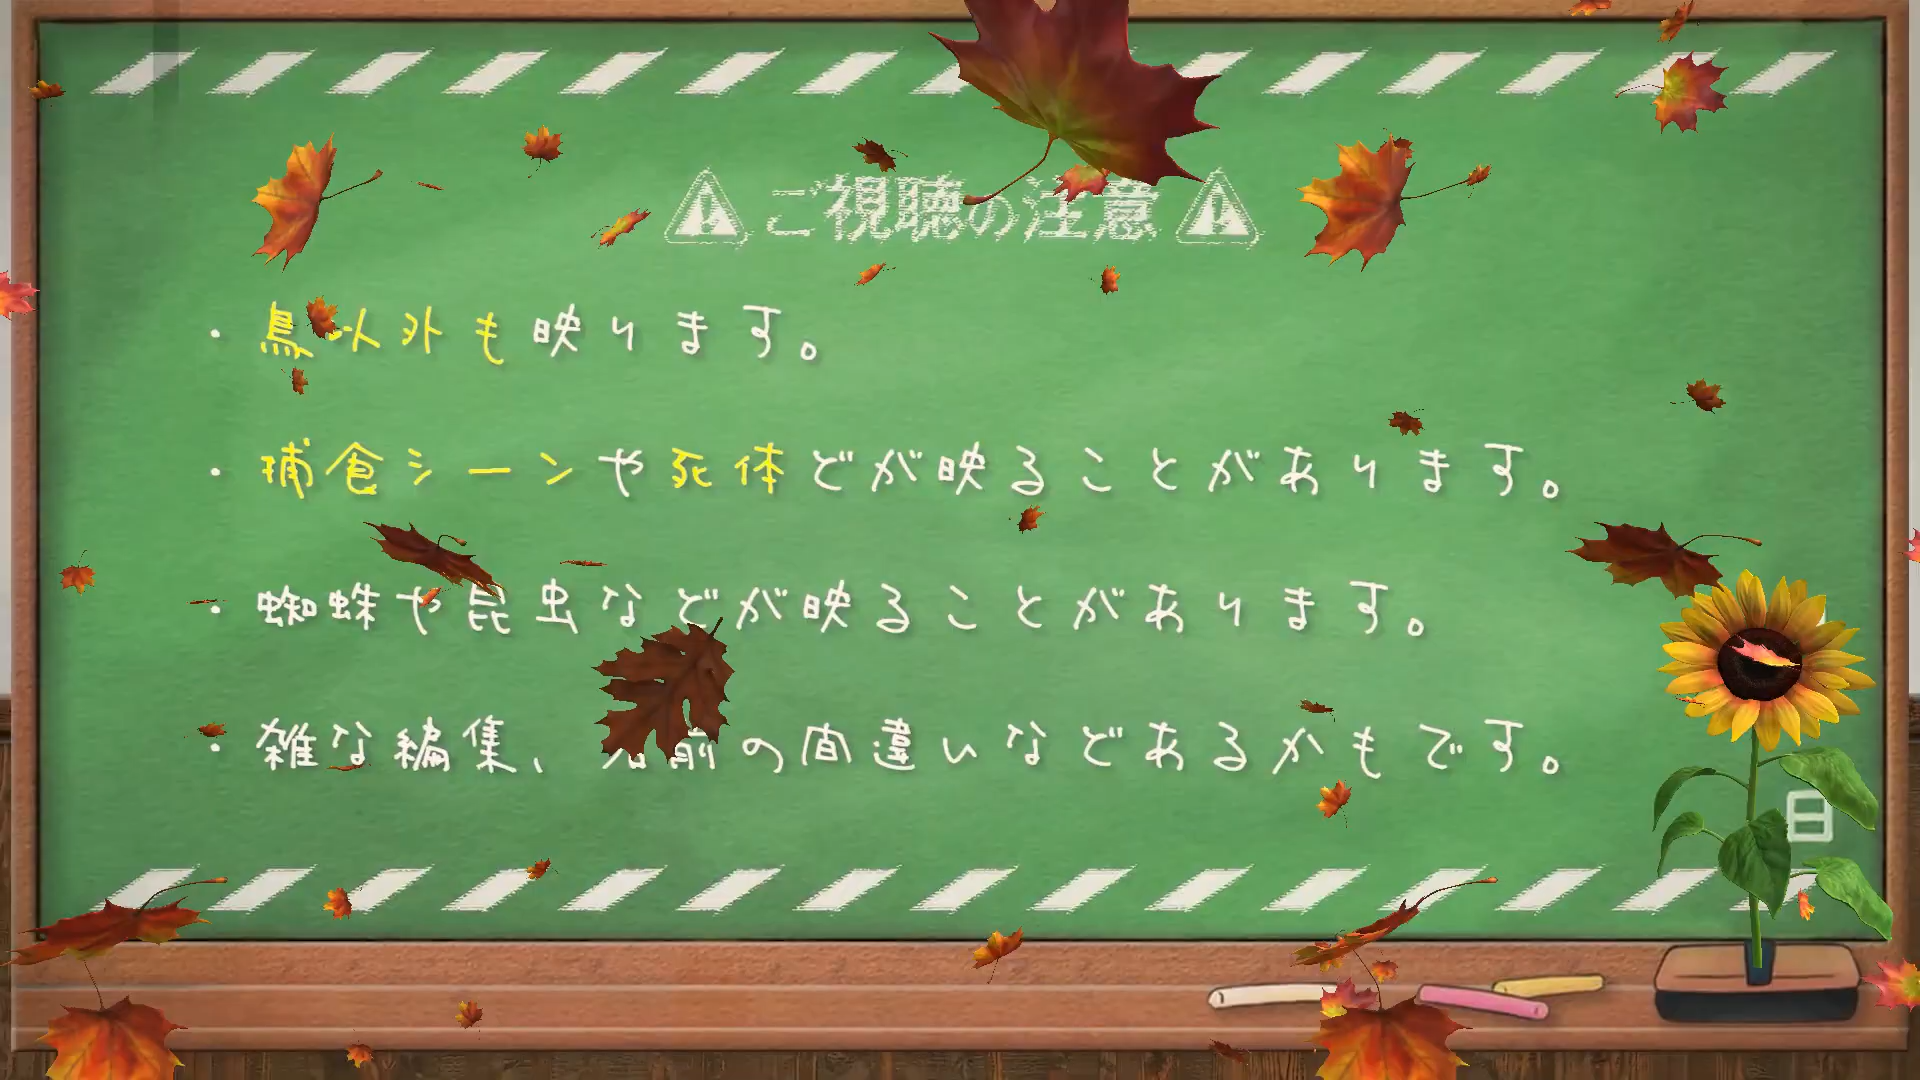 ご視聴の注意
・鳥以外も映ります。
・捕食シーンや死体どが映ることがあります。
・蜘蛛や昆虫などが映ることがあります。
・雑な編集、前の間違いなどあるかもです。
日